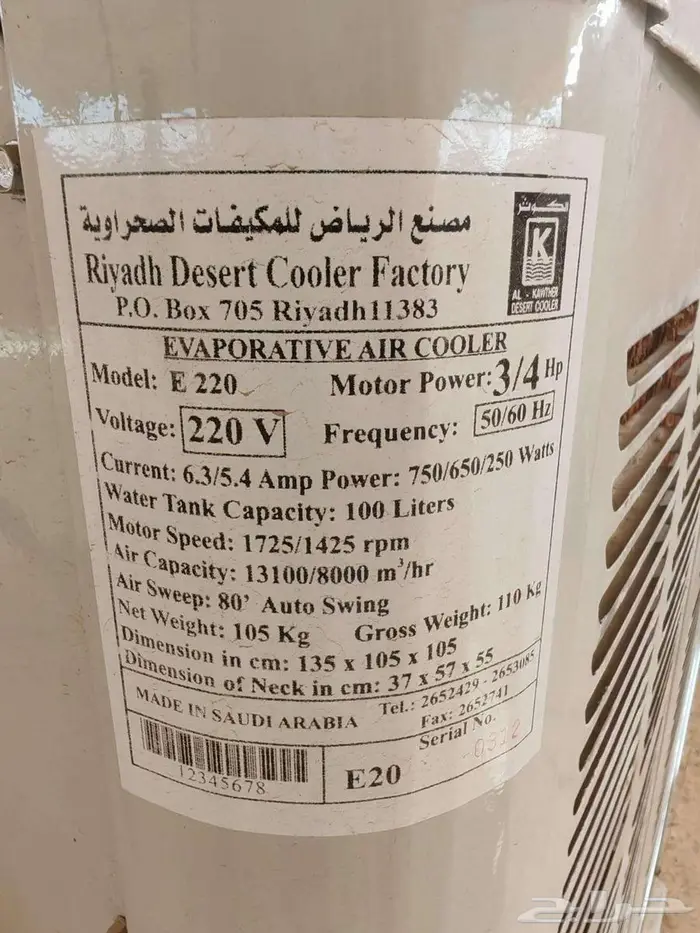 مصنع الرياض للمكيفات الصحراوية
Riyadh Desert Cooler Factory
P.O. Box 705 Riyadh11383
كوثر
K
AL - KAWTHER
DESERT COOLER
EVAPORATIVE AIR COOLER
Model: E 220 Motor Power: 3/4 Hp
Voltage: 220 V Frequency: 50/60 Hz
Current: 6.3/5.4 Amp Power: 750/650/250 Watts
Water Tank Capacity: 100 Liters
Motor Speed: 1725/1425 rpm
Air Capacity: 13100/8000 m³/hr
Air Sweep: 80' Auto Swing
Net Weight: 105 Kg Gross Weight: 110 Kg
Dimension in cm: 135 x 105 x 105
Dimension of Neck in cm: 37 x 57 x 55
MADE IN SAUDI ARABIA Tel.: 2652429 - 2653085
Fax: 2652741
Serial No.
12345678
E20
حراج